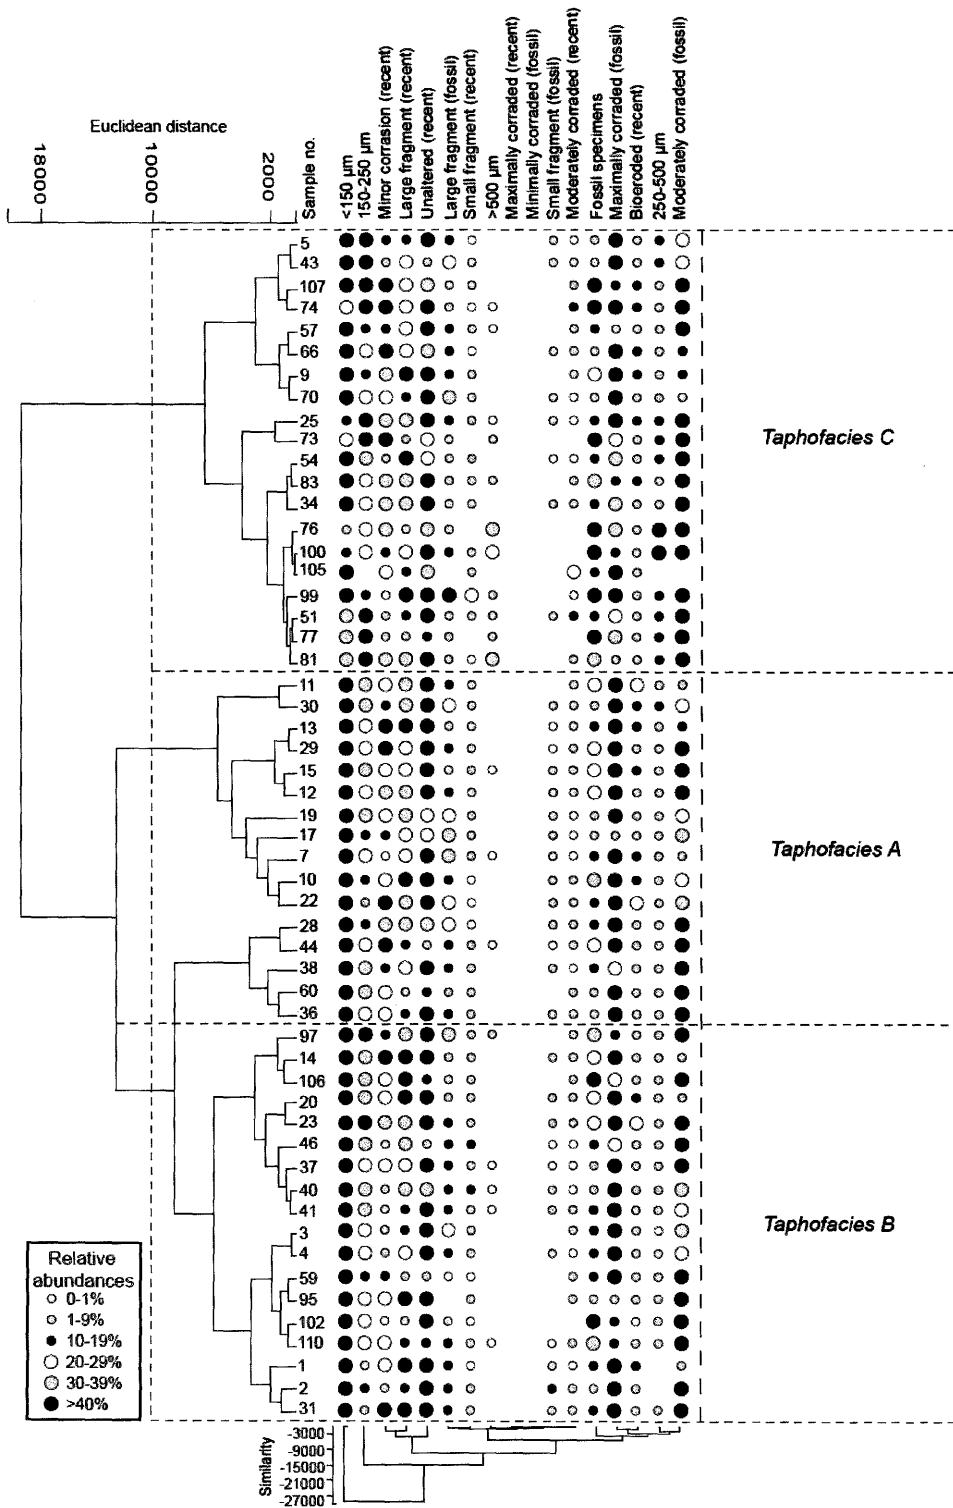 Euclidean distance
18000
10000
2000
Sample no.
<150 µm
150-250 µm
Minor corrasion (recent)
Large fragment (recent)
Unaltered (recent)
Large fragment (fossil)
Small fragment (recent)
>500 µm
Maximally corraded (recent)
Minimally corraded (fossil)
Small fragment (fossil)
Moderately corraded (recent)
Fossil specimens
Maximally corraded (fossil)
Bioeroded (recent)
250-500 µm
Moderately corraded (fossil)
5
43
107
74
57
66
9
70
25
73
54
83
34
76
100
105
99
51
77
81
Taphofacies C
11
30
13
29
15
12
19
17
7
10
22
28
44
38
60
36
Taphofacies A
97
14
106
20
23
46
37
40
41
3
4
59
95
102
110
1
2
31
Taphofacies B
Relative
abundances
0-1%
1-9%
10-19%
20-29%
30-39%
>40%
Similarity
-3000
-9000
-15000
-21000
-27000